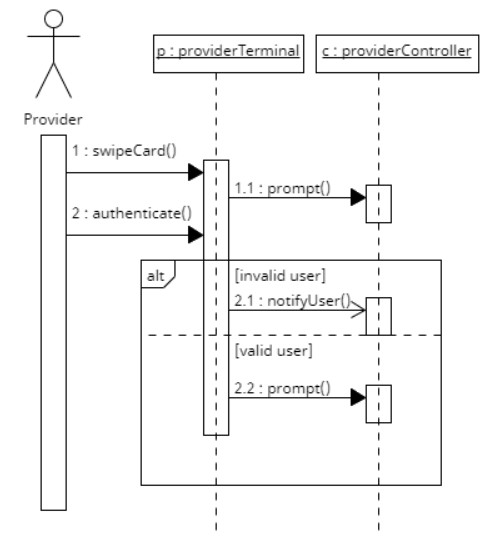 p : providerTerminal
c : providerController
Provider
1 : swipeCard()
1.1 : prompt()
2 : authenticate()
alt
[invalid user]
2.1 : notifyUser()
[valid user]
2.2 : prompt()